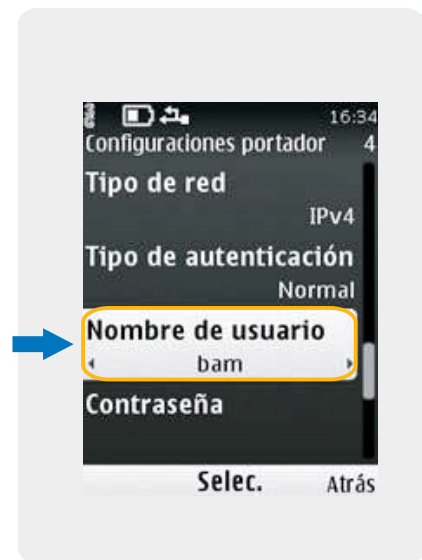 16:34
Configuraciones portador 4
Tipo de red
IPv4
Tipo de autenticación
Normal
Nombre de usuario
bam
Contraseña
Selec. Atrás